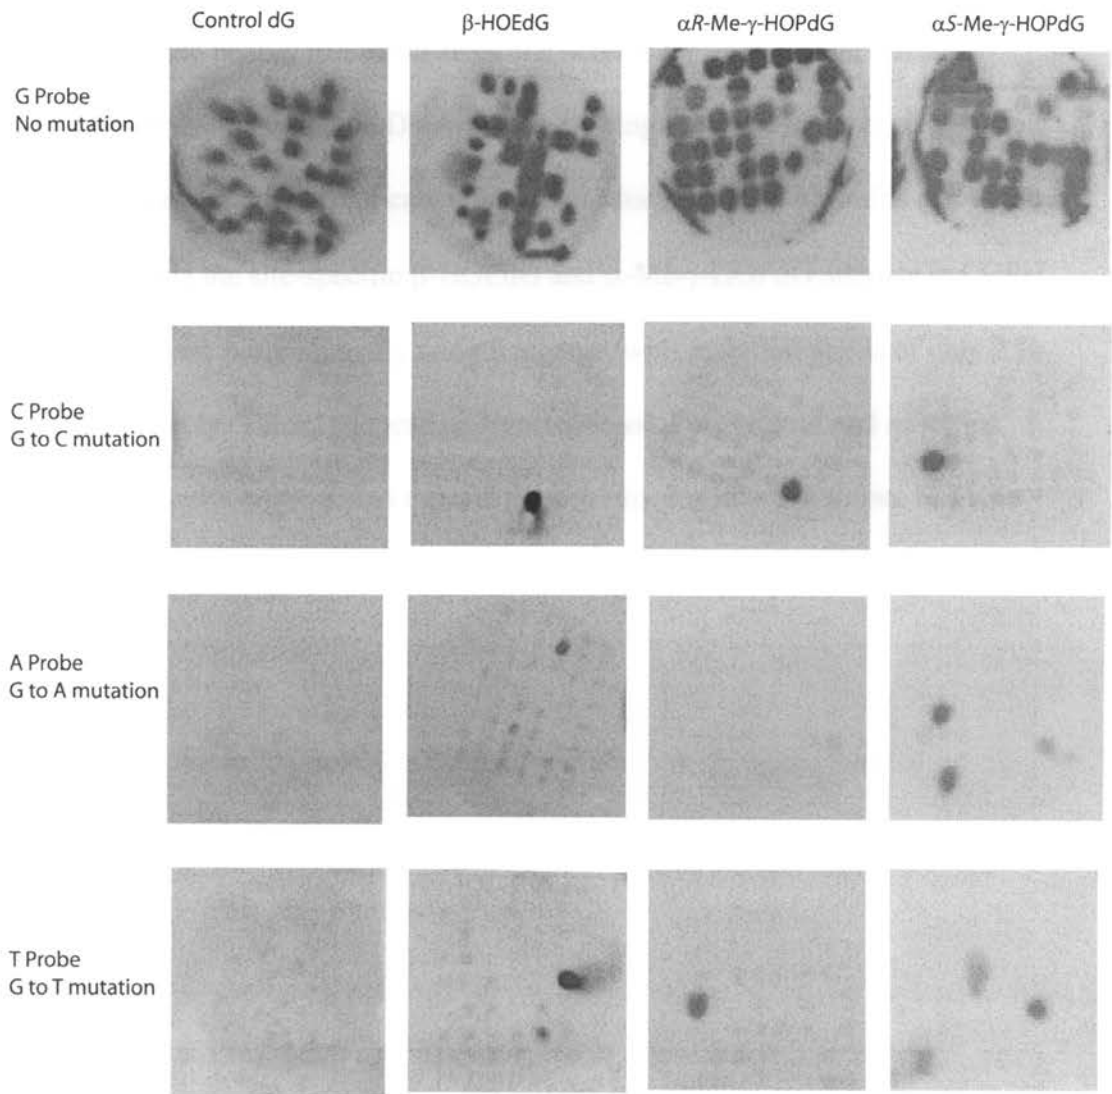 Control dG
β-HOEdG
αR-Me-γ-HOPdG
αS-Me-γ-HOPdG
G Probe
No mutation
C Probe
G to C mutation
A Probe
G to A mutation
T Probe
G to T mutation